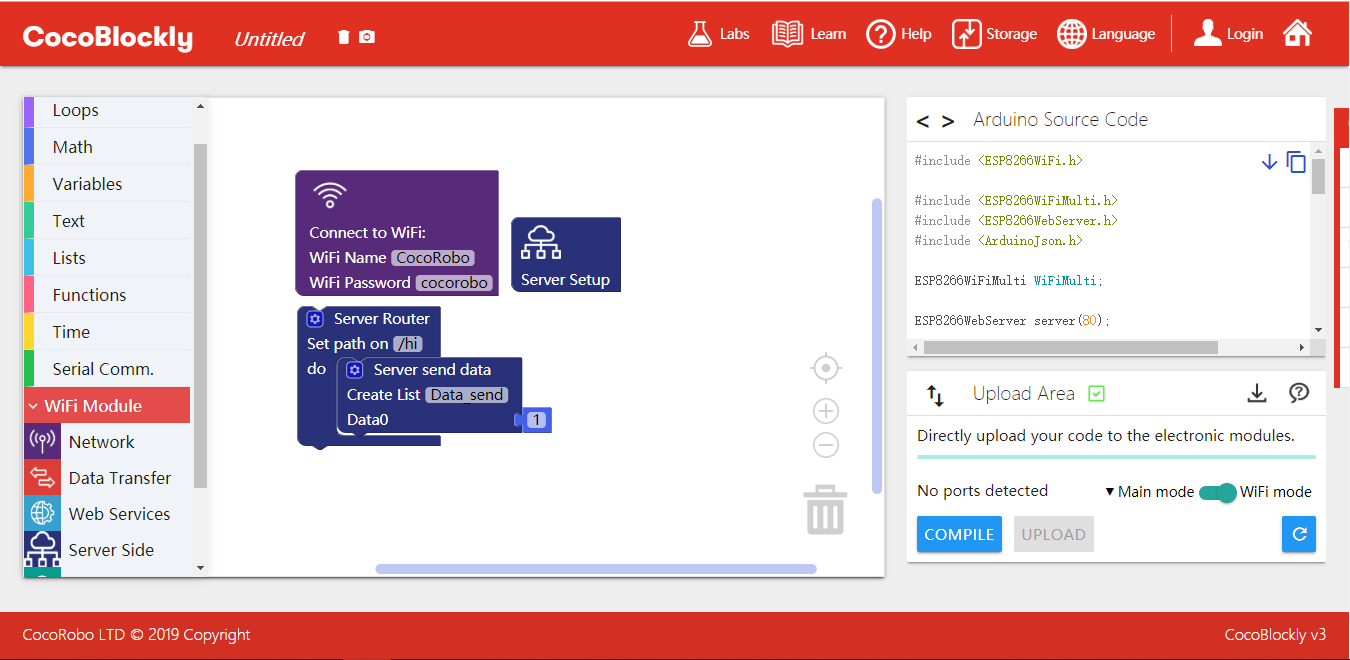 CocoBlockly
Untitled
Labs
Learn
Help
Storage
Language
Login
Loops
Math
Variables
Text
Lists
Functions
Time
Serial Comm.
WiFi Module
Network
Data Transfer
Web Services
Server Side
Connect to WiFi:
WiFi Name CocoRobo
WiFi Password cocorobo
Server Setup
Server Router
Set path on /hi
do
Server send data
Create List Data_send
Data0 1
< > Arduino Source Code
#include <ESP8266WiFi.h>
#include <ESP8266WiFiMulti.h>
#include <ESP8266WebServer.h>
#include <ArduinoJson.h>
ESP8266WiFiMulti WiFiMulti;
ESP8266WebServer server(80);
Upload Area
Directly upload your code to the electronic modules.
No ports detected
Main mode
WiFi mode
COMPILE
UPLOAD
CocoRobo LTD © 2019 Copyright
CocoBlockly v3